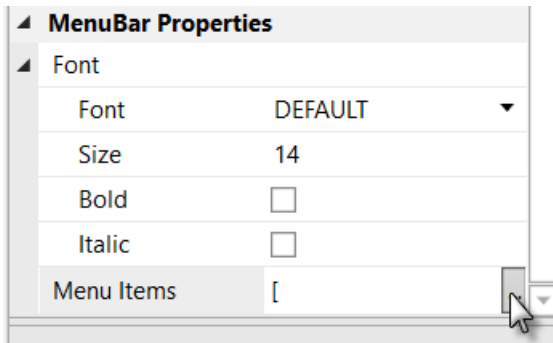 MenuBar Properties
Font
Font DEFAULT
Size 14
Bold
Italic
Menu Items [